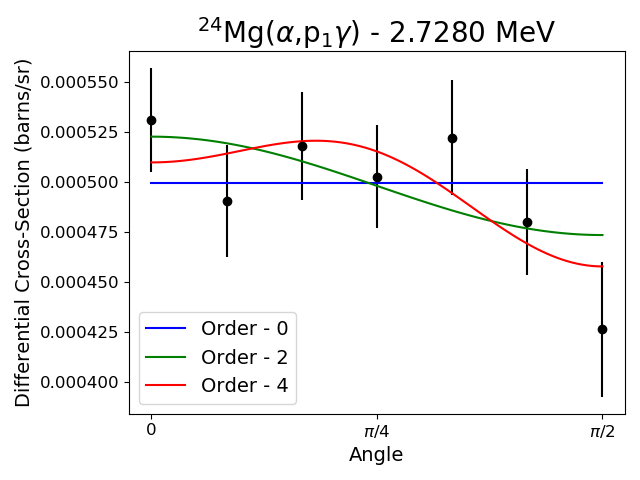 ²⁴Mg(α,p₁γ) - 2.7280 MeV
Differential Cross-Section (barns/sr)
0.000550
0.000525
0.000500
0.000475
0.000450
0.000425
0.000400
Order - 0
Order - 2
Order - 4
0
π/4
π/2
Angle